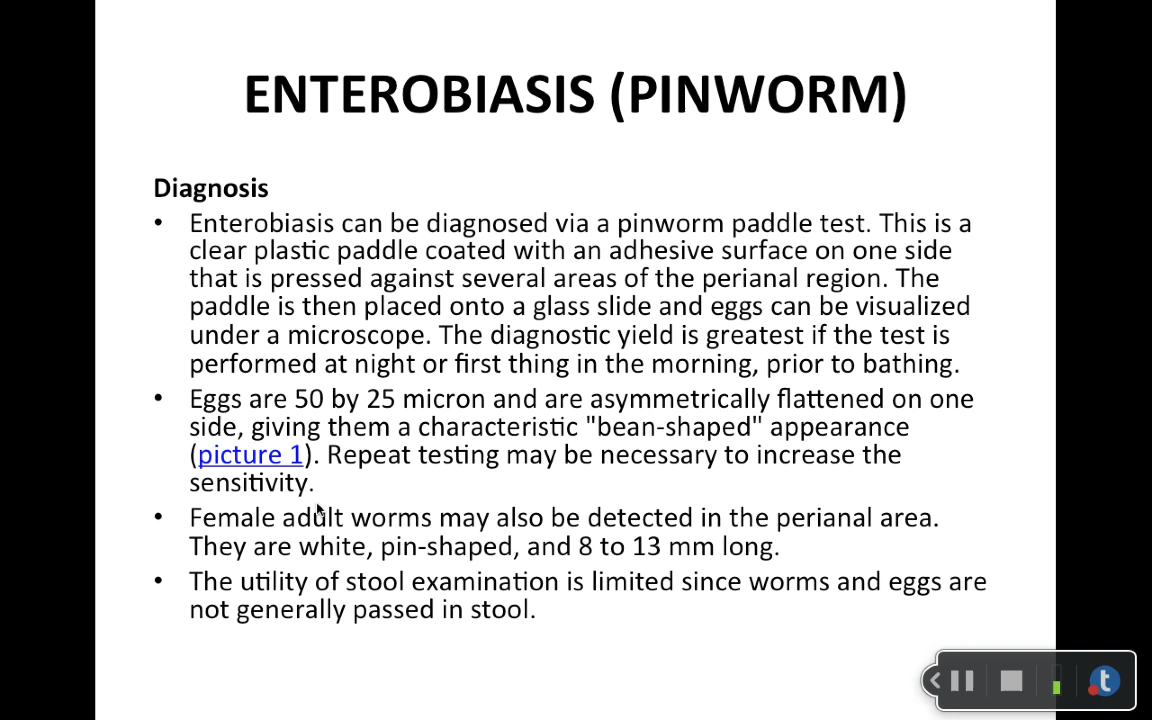 ENTEROBIASIS (PINWORM)
Diagnosis
• Enterobiasis can be diagnosed via a pinworm paddle test. This is a
clear plastic paddle coated with an adhesive surface on one side
that is pressed against several areas of the perianal region. The
paddle is then placed onto a glass slide and eggs can be visualized
under a microscope. The diagnostic yield is greatest if the test is
performed at night or first thing in the morning, prior to bathing.
• Eggs are 50 by 25 micron and are asymmetrically flattened on one
side, giving them a characteristic "bean-shaped" appearance
(picture 1). Repeat testing may be necessary to increase the
sensitivity.
• Female adult worms may also be detected in the perianal area.
They are white, pin-shaped, and 8 to 13 mm long.
• The utility of stool examination is limited since worms and eggs are
not generally passed in stool.
t